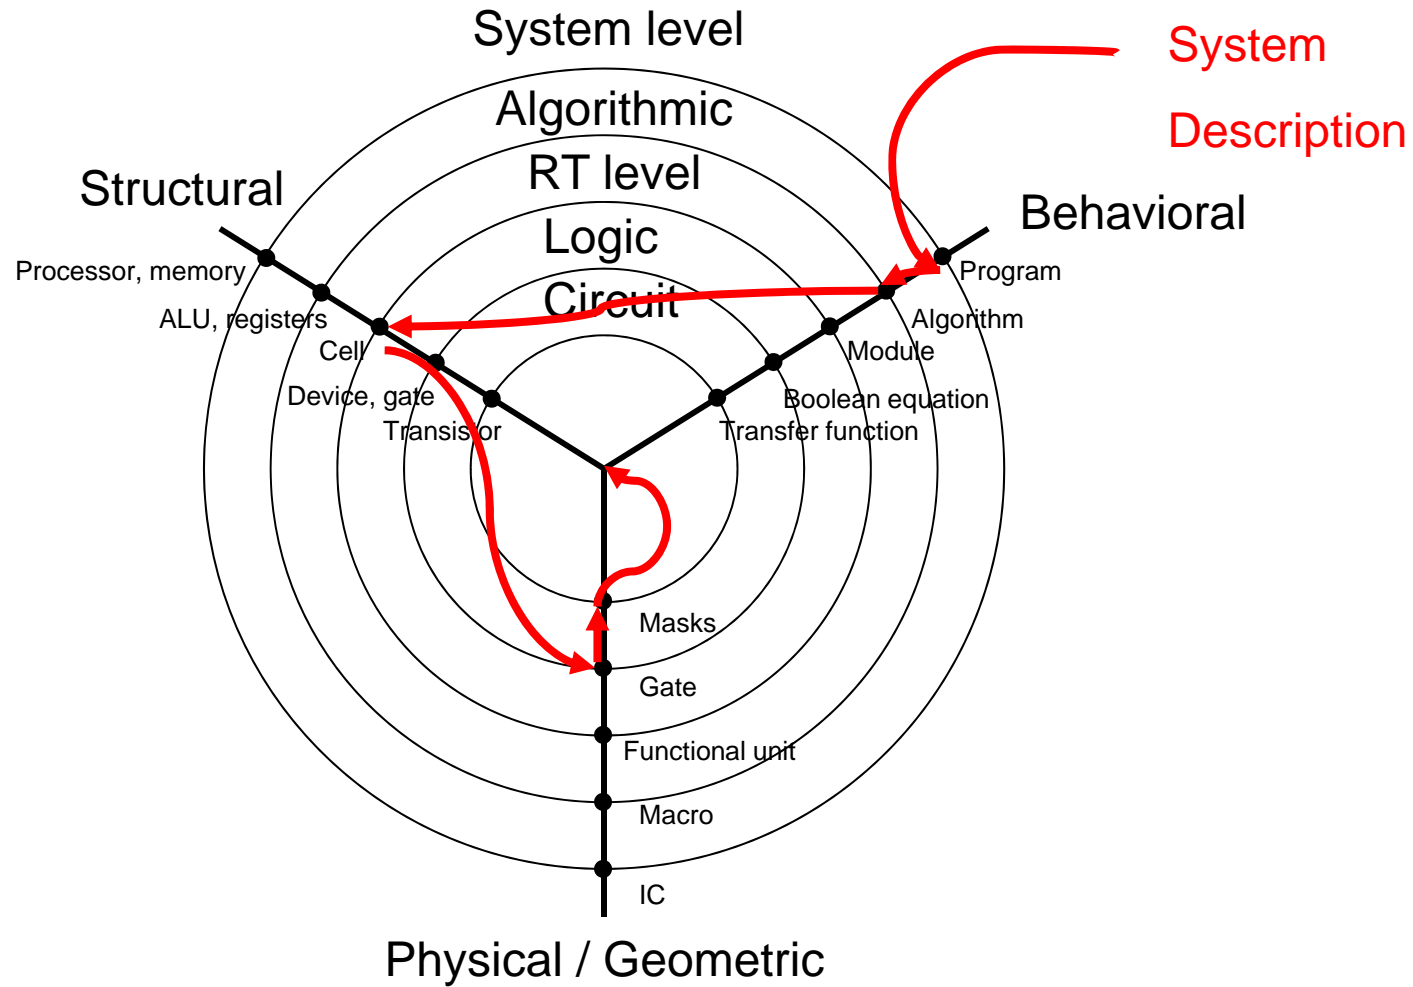 System level
System
Algorithmic
Description
RT level
Structural
Behavioral
Logic
Processor, memory
Program
Circuit
ALU, registers
Algorithm
Cell
Module
Device, gate
Boolean equation
Transistor
Transfer function
Masks
Gate
Functional unit
Macro
IC
Physical / Geometric